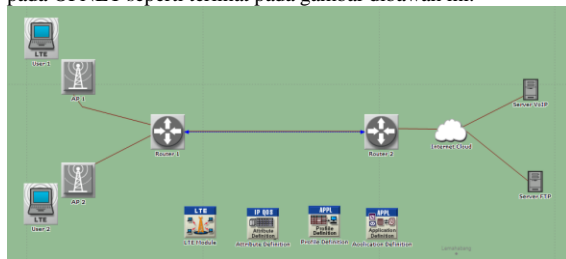 pada OPNET seperti terlihat pada gambar dibawah ini.
LTE
User 1
AP 1
Router 1
Router 2
Internet Cloud
Server VoIP
Server FTP
AP 2
LTE
User 2
LTE
LTE Module
IP QOS
Attribute
Definition
Attribute Definition
APPL
Profile
Definition
Profile Definition
APPL
Application
Definition
Application Definition